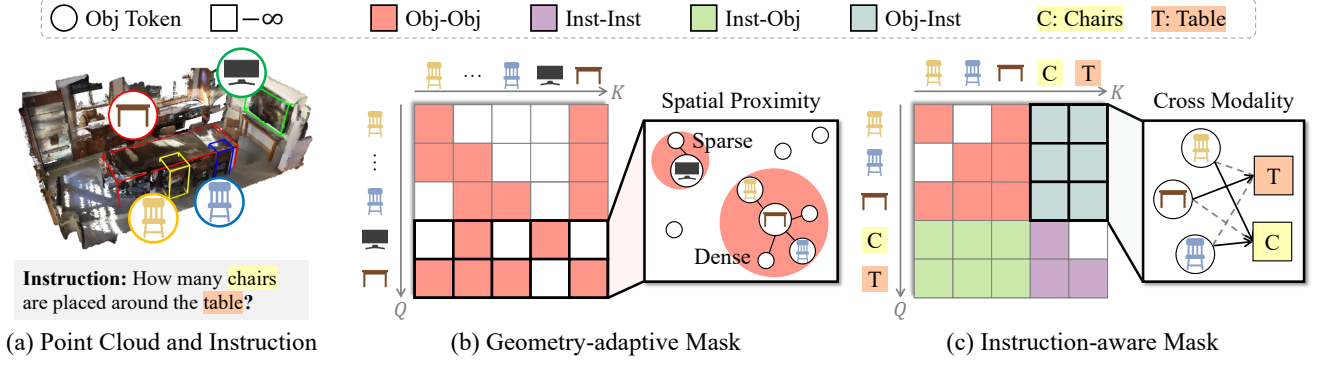 Obj Token −∞ Obj-Obj Inst-Inst Inst-Obj Obj-Inst C: Chairs T: Table
Instruction: How many chairs
are placed around the table?
(a) Point Cloud and Instruction
... K
⋮
Q
Spatial Proximity
Sparse
Dense
(b) Geometry-adaptive Mask
C T
K
C
T
Q
Cross Modality
T
C
(c) Instruction-aware Mask